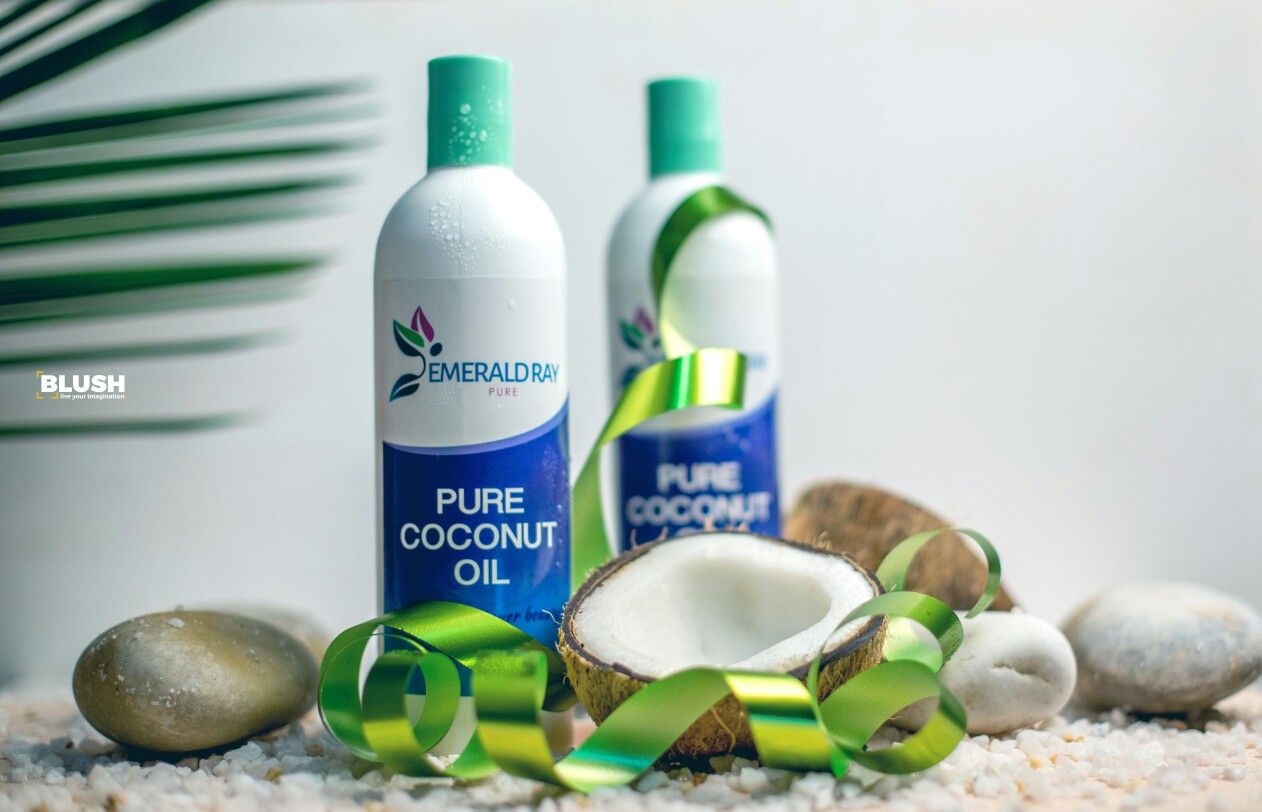 BLUSH
live your imagination.
EMERALD RAY
PURE
PURE
COCONUT
OIL
PURE
COCONUT